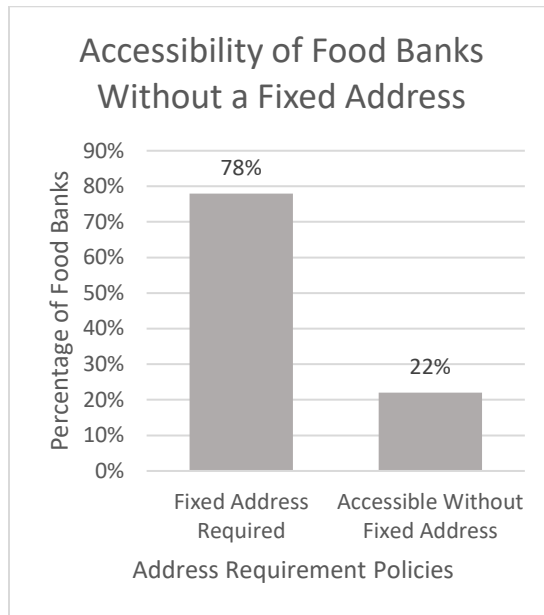 Accessibility of Food Banks
Without a Fixed Address
Percentage of Food Banks
90%
80%
70%
60%
50%
40%
30%
20%
10%
0%
78%
22%
Fixed Address
Required
Accessible Without
Fixed Address
Address Requirement Policies